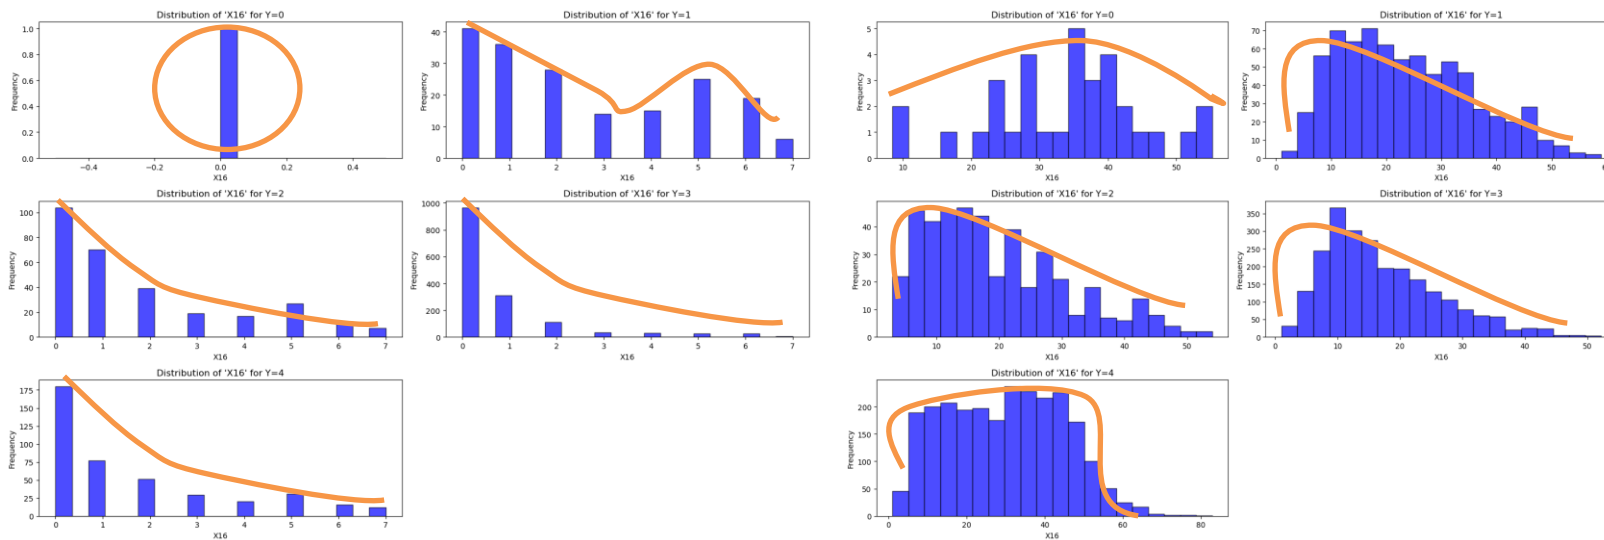 Distribution of 'X16' for Y=0
1.0
0.8
0.6
0.4
0.2
0.0
Frequency
−0.4 −0.2 0.0 0.2 0.4
X16
Distribution of 'X16' for Y=1
40
30
20
10
0
Frequency
0 1 2 3 4 5 6 7
X16
Distribution of 'X16' for Y=0
5
4
3
2
1
0
Frequency
10 20 30 40 50
X16
Distribution of 'X16' for Y=1
70
60
50
40
30
20
10
0
Frequency
0 10 20 30 40 50
X16
Distribution of 'X16' for Y=2
100
80
60
40
20
0
Frequency
0 1 2 3 4 5 6 7
X16
Distribution of 'X16' for Y=3
1000
800
600
400
200
0
Frequency
0 1 2 3 4 5 6 7
X16
Distribution of 'X16' for Y=2
40
30
20
10
0
Frequency
10 20 30 40 50
X16
Distribution of 'X16' for Y=3
350
300
250
200
150
100
50
0
Frequency
0 10 20 30 40 50
X16
Distribution of 'X16' for Y=4
175
150
125
100
75
50
25
0
Frequency
0 1 2 3 4 5 6 7
X16
Distribution of 'X16' for Y=4
200
150
100
50
0
Frequency
0 20 40 60 80
X16